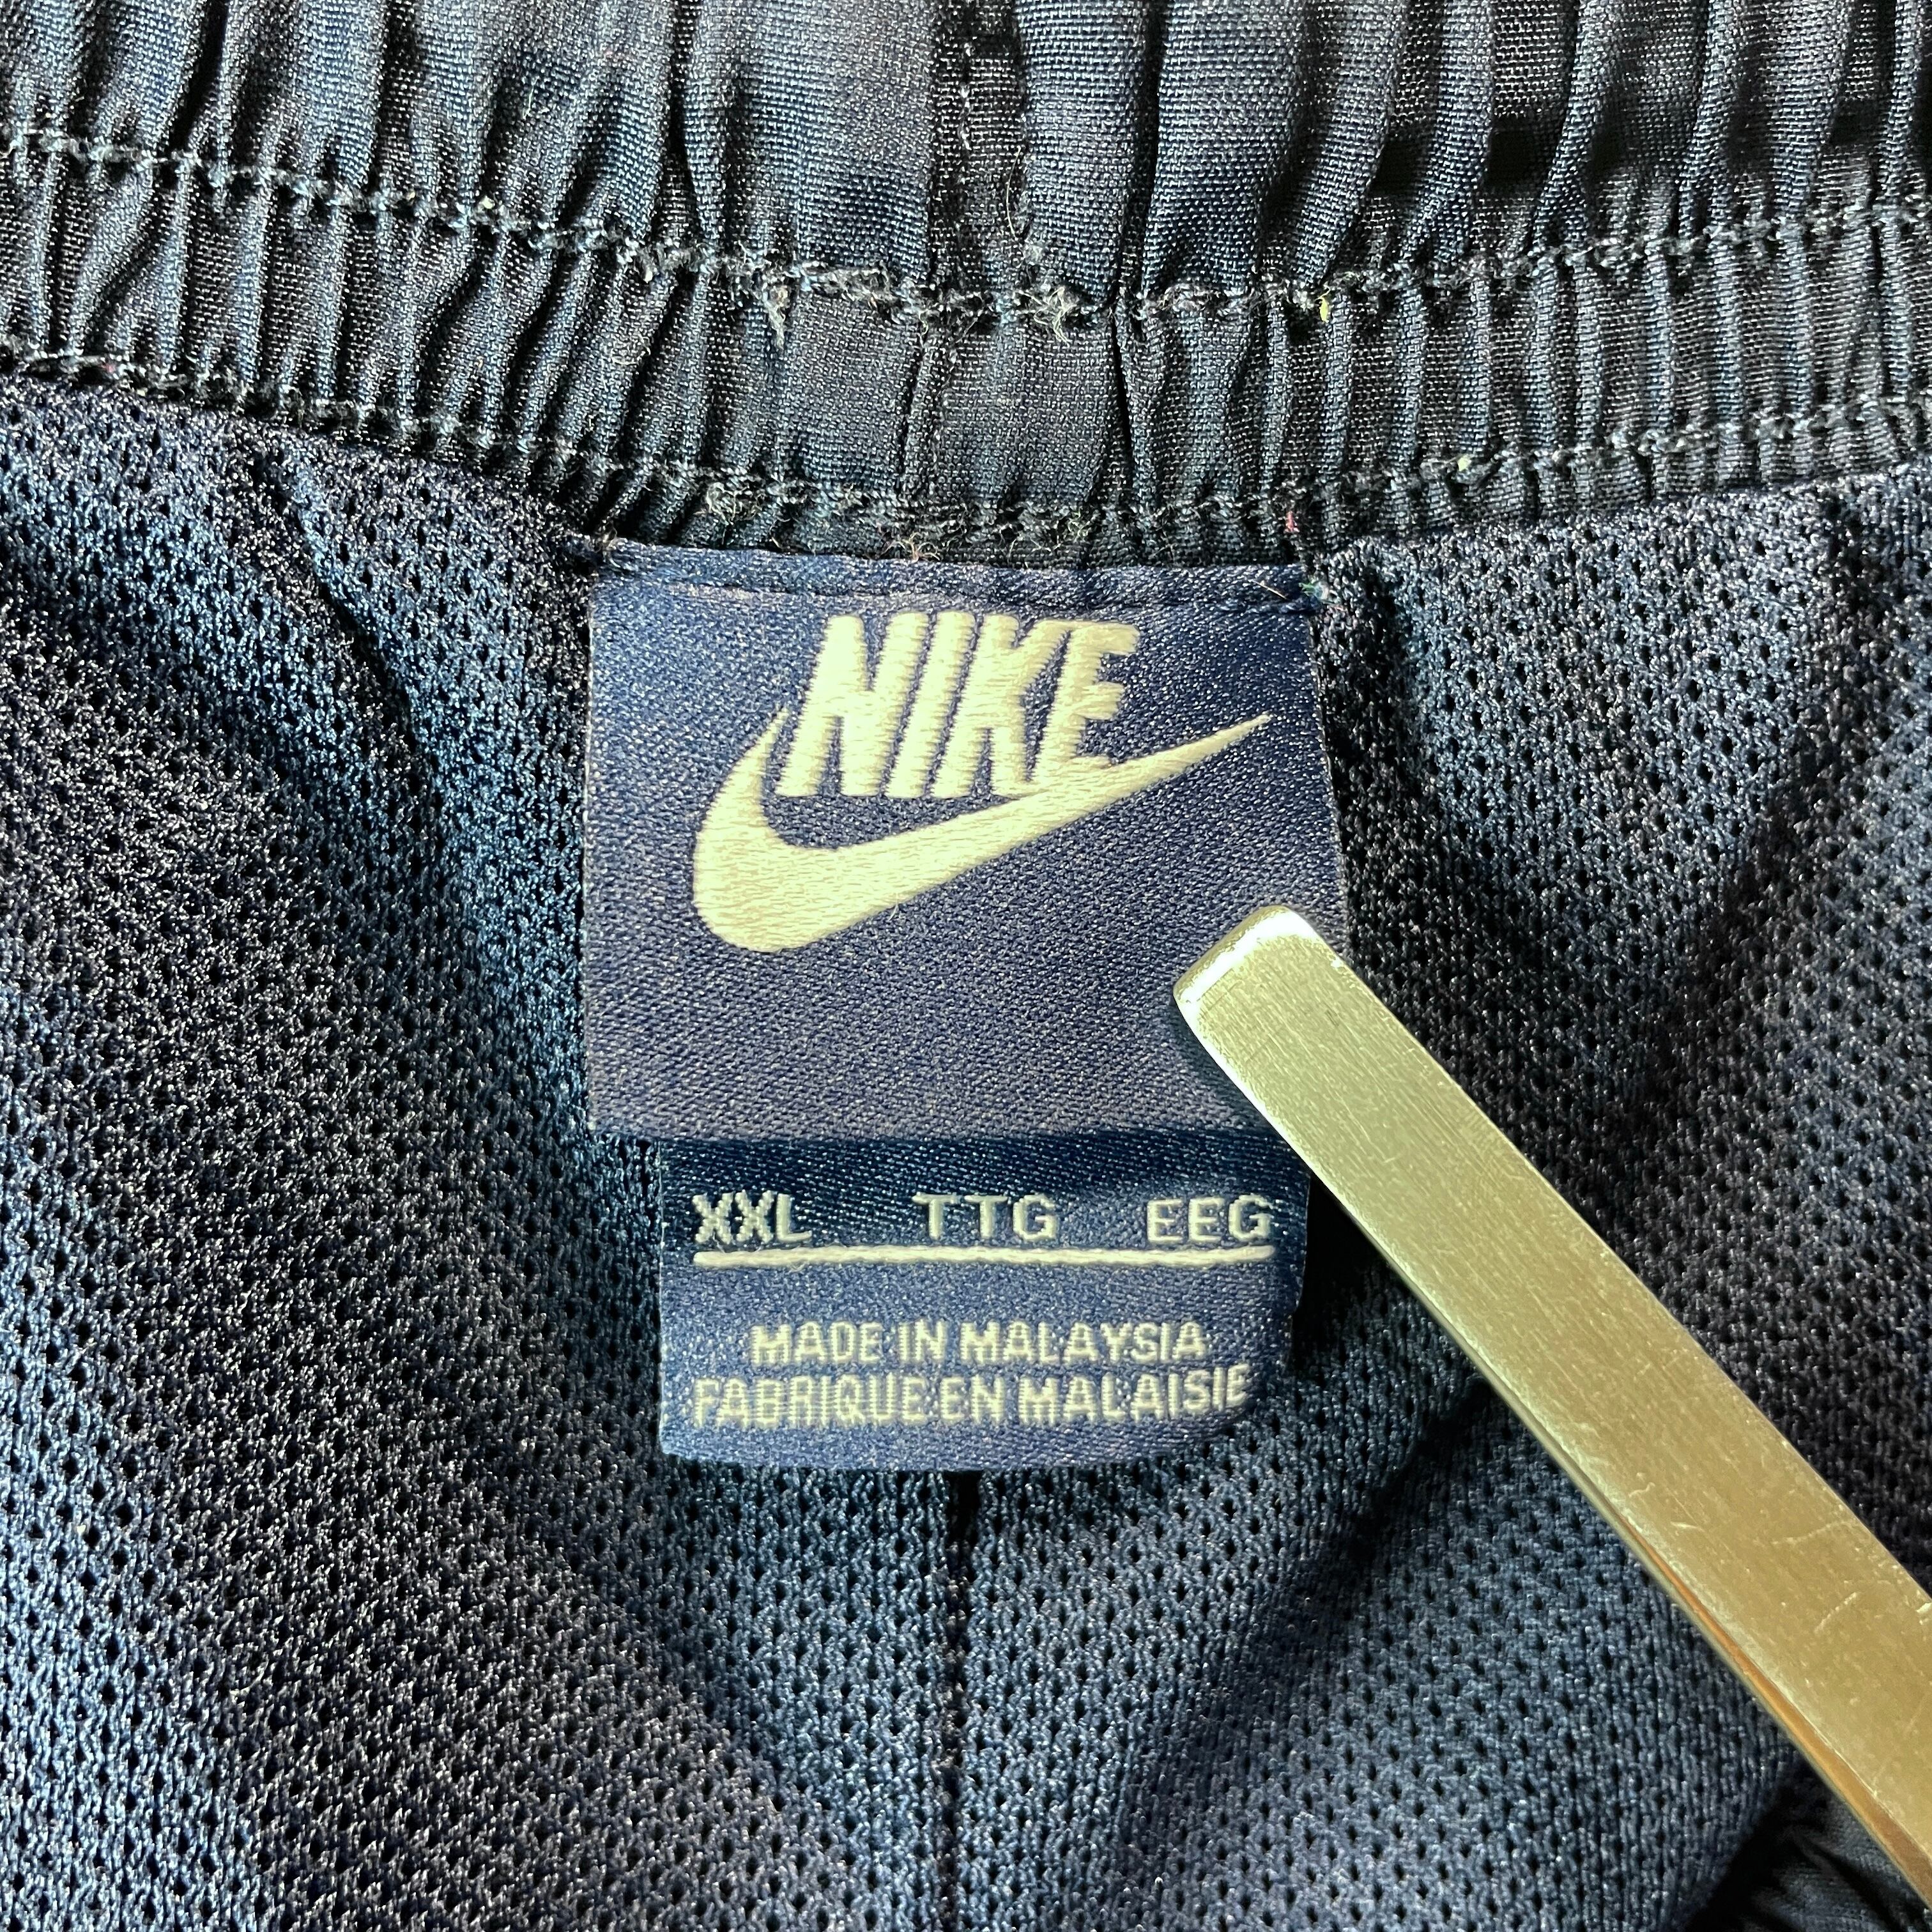 NIKE
XXL TTG EEG
MADE IN MALAYSIA
FABRIQUE EN MALAISIE